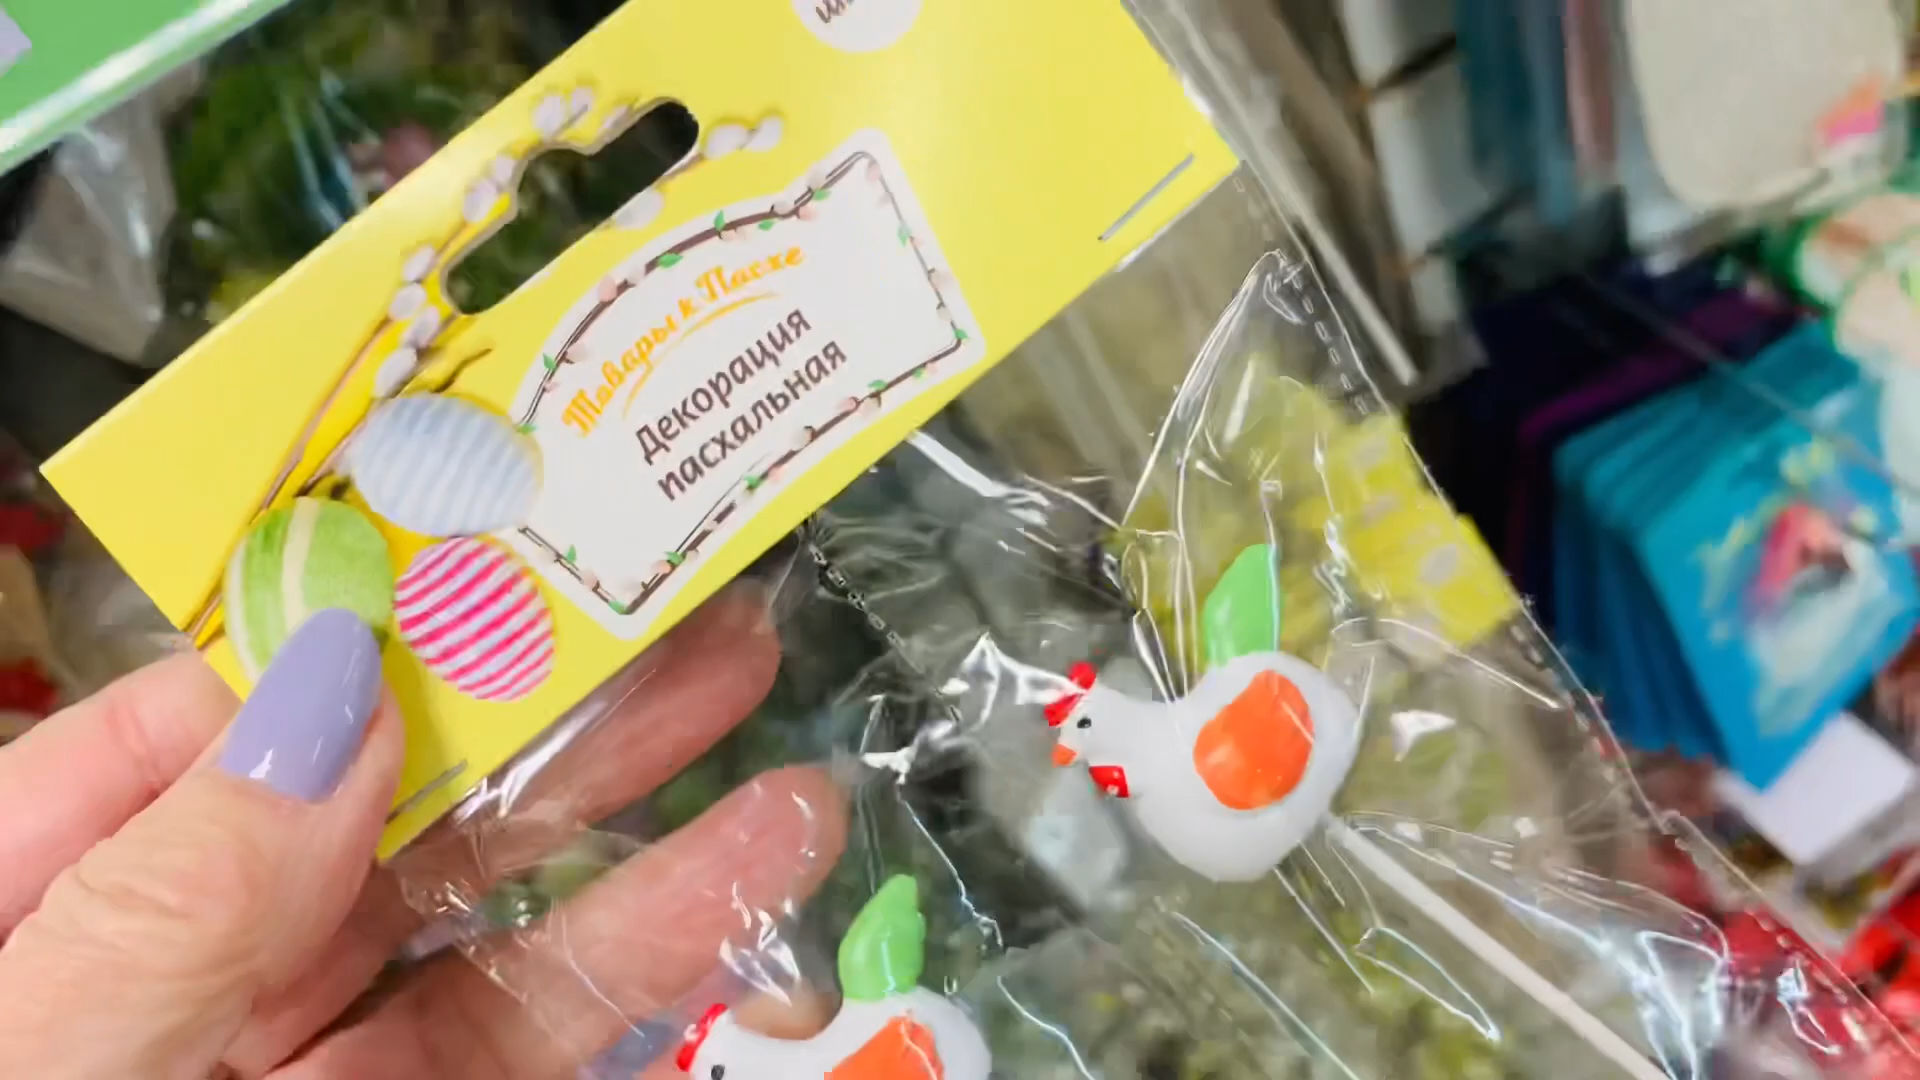 Товары к Пасхе
Декорация
пасхальная